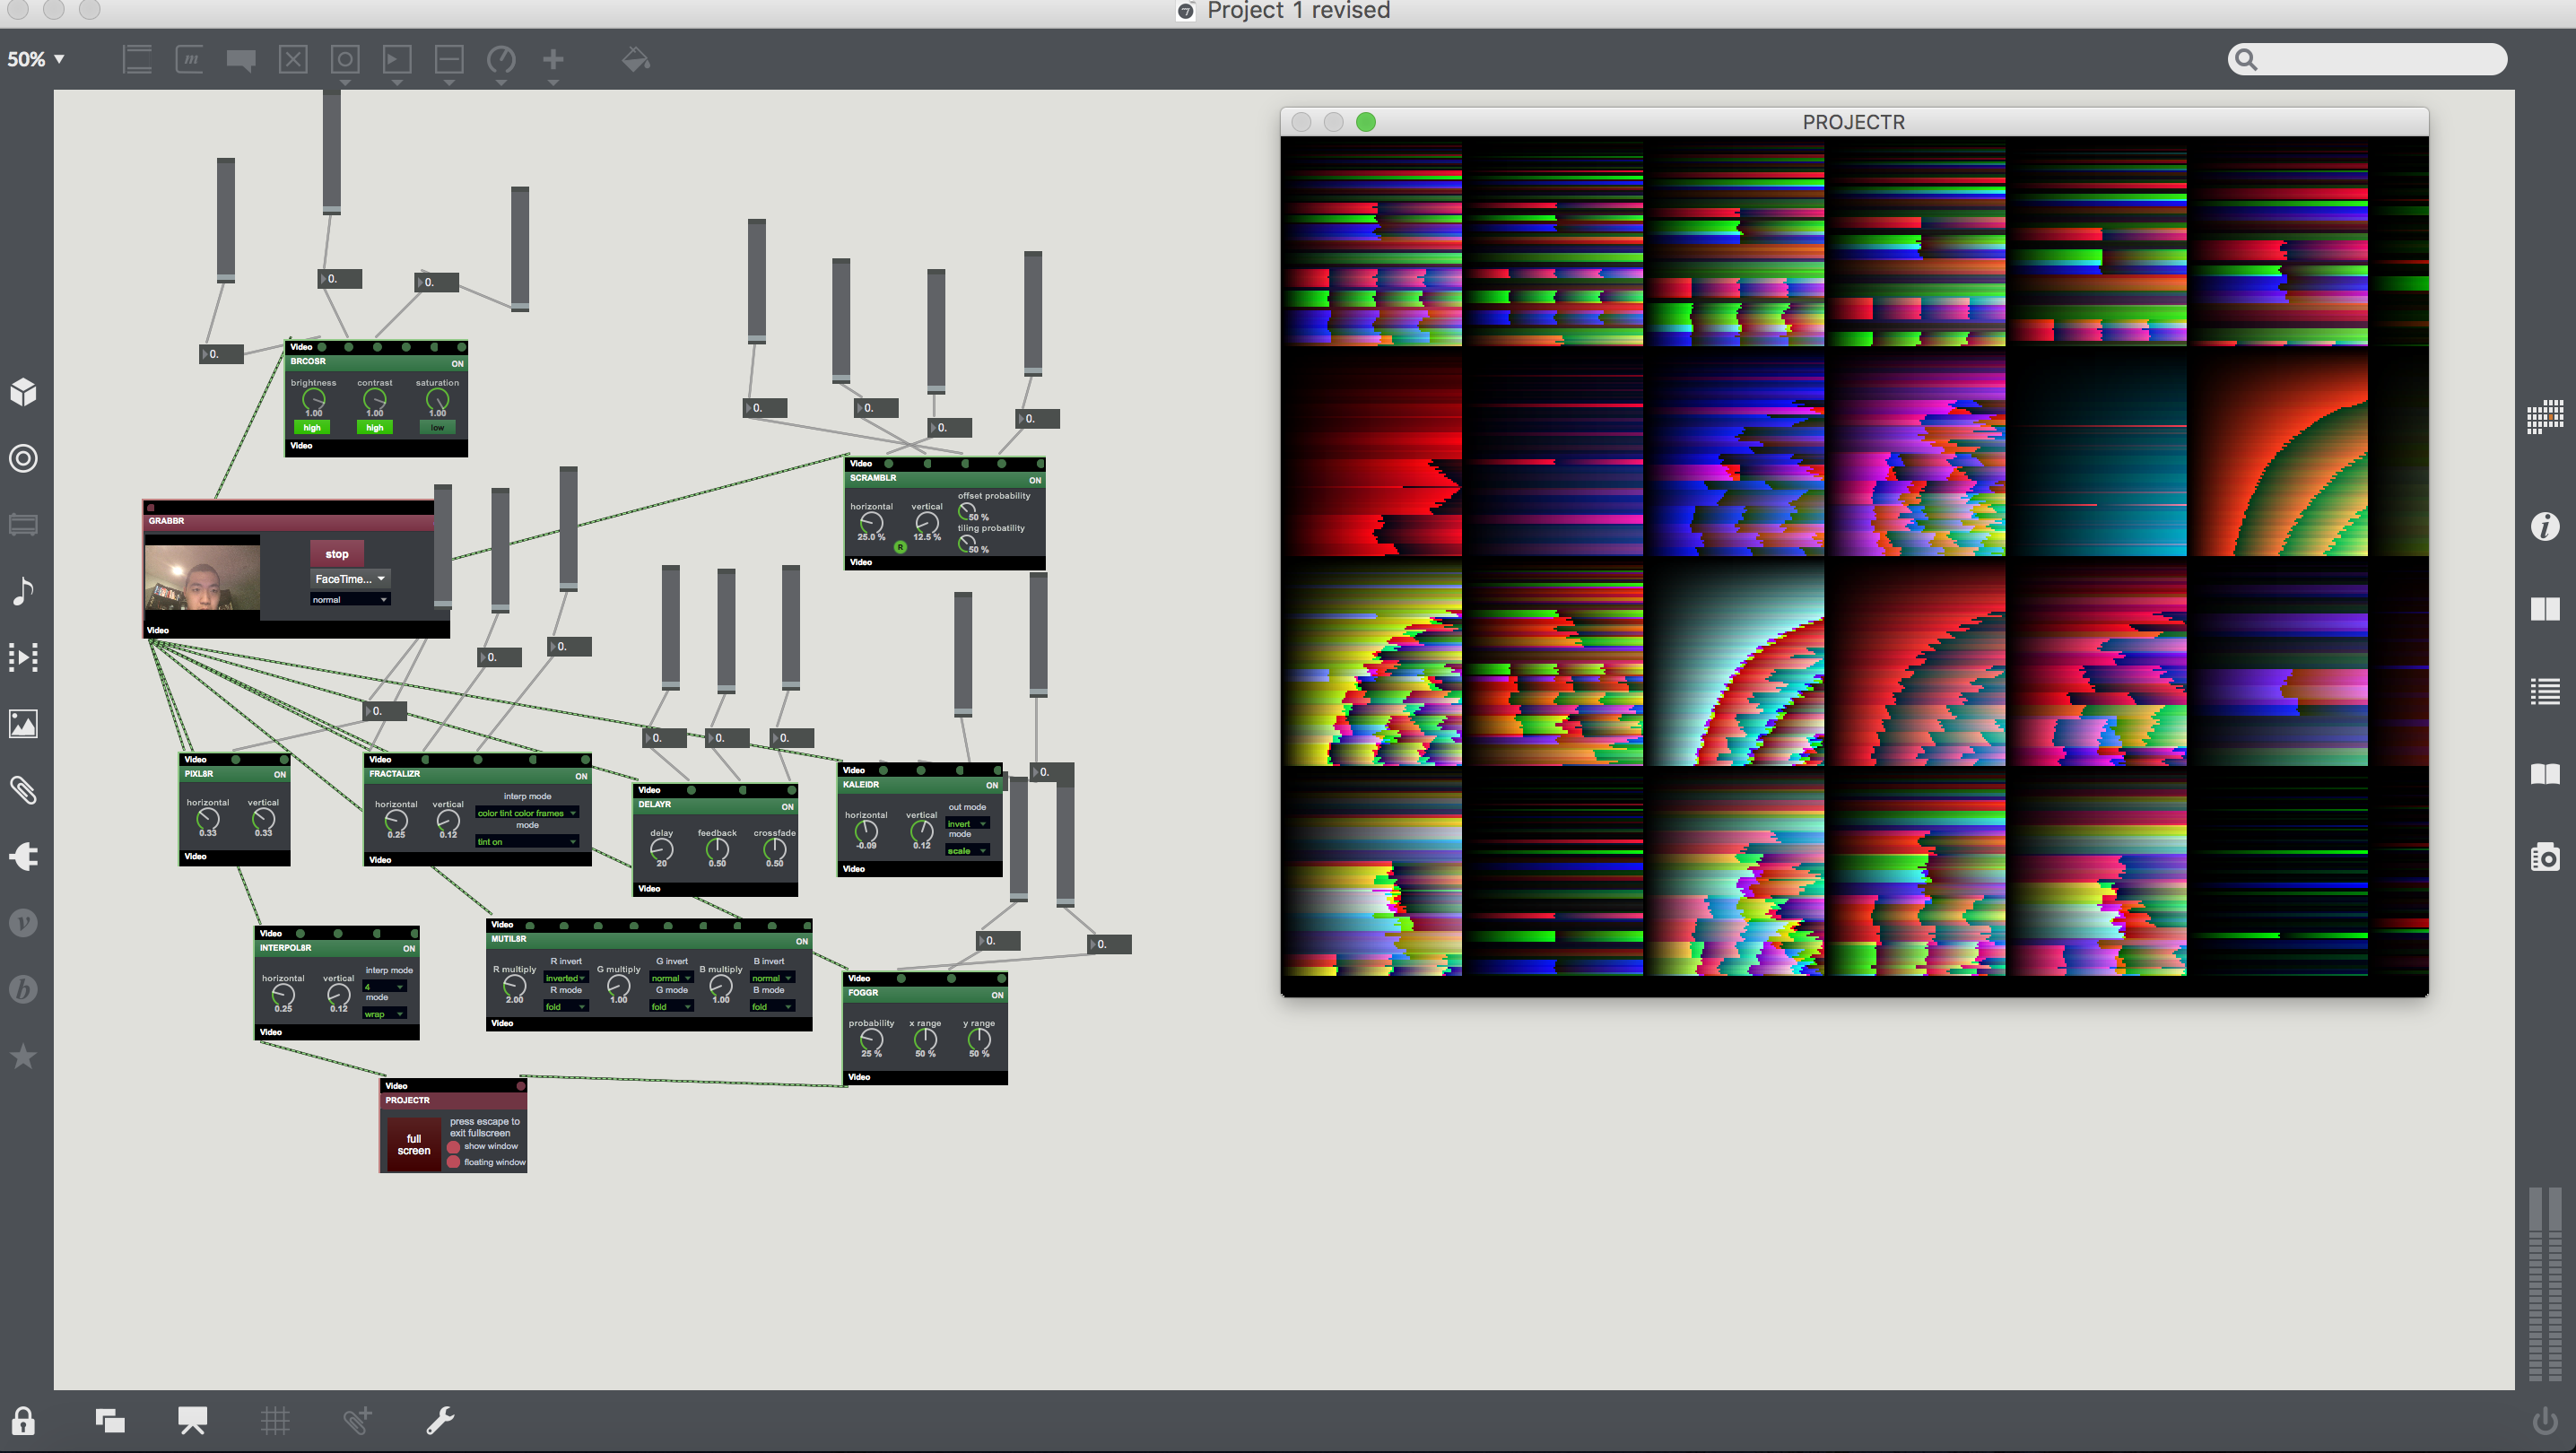 Project 1 revised
50%
m
PROJECTR
0.
0.
0.
0.
Video
BRCOSR
ON
brightness contrast saturation
1.00 1.00 1.00
high high low
Video
0.
0.
0.
0.
Video
SCRAMBLR
ON
horizontal vertical offset probability
50 %
tiling probatility
25.0 % 12.5 % 50 %
R
Video
GRABBR
stop
FaceTime...
normal
Video
0.
0.
0.
0.
0.
0.
0.
Video
PIXL8R ON
horizontal vertical
0.33 0.33
Video
Video
FRACTALIZR ON
interp mode
horizontal vertical
color tint color frames
mode
0.25 0.12
tint on
Video
Video
DELAYR ON
delay feedback crossfade
20 0.50 0.50
Video
Video
KALEIDR ON
out mode
horizontal vertical
invert
mode
-0.09 0.12
scale
Video
0.
0.
Video
INTERPOL8R ON
interp mode
horizontal vertical
4
mode
0.25 0.12
wrap
Video
Video
MUTIL8R ON
R invert G invert B invert
R multiply G multiply B multiply
inverted normal normal
R mode G mode B mode
2.00 1.00 1.00
fold fold fold
Video
Video
FOGGR ON
probability x range y range
25 % 50 % 50 %
Video
Video
PROJECTR
press escape to
exit fullscreen
full
screen
show window
floating window
i
v
b